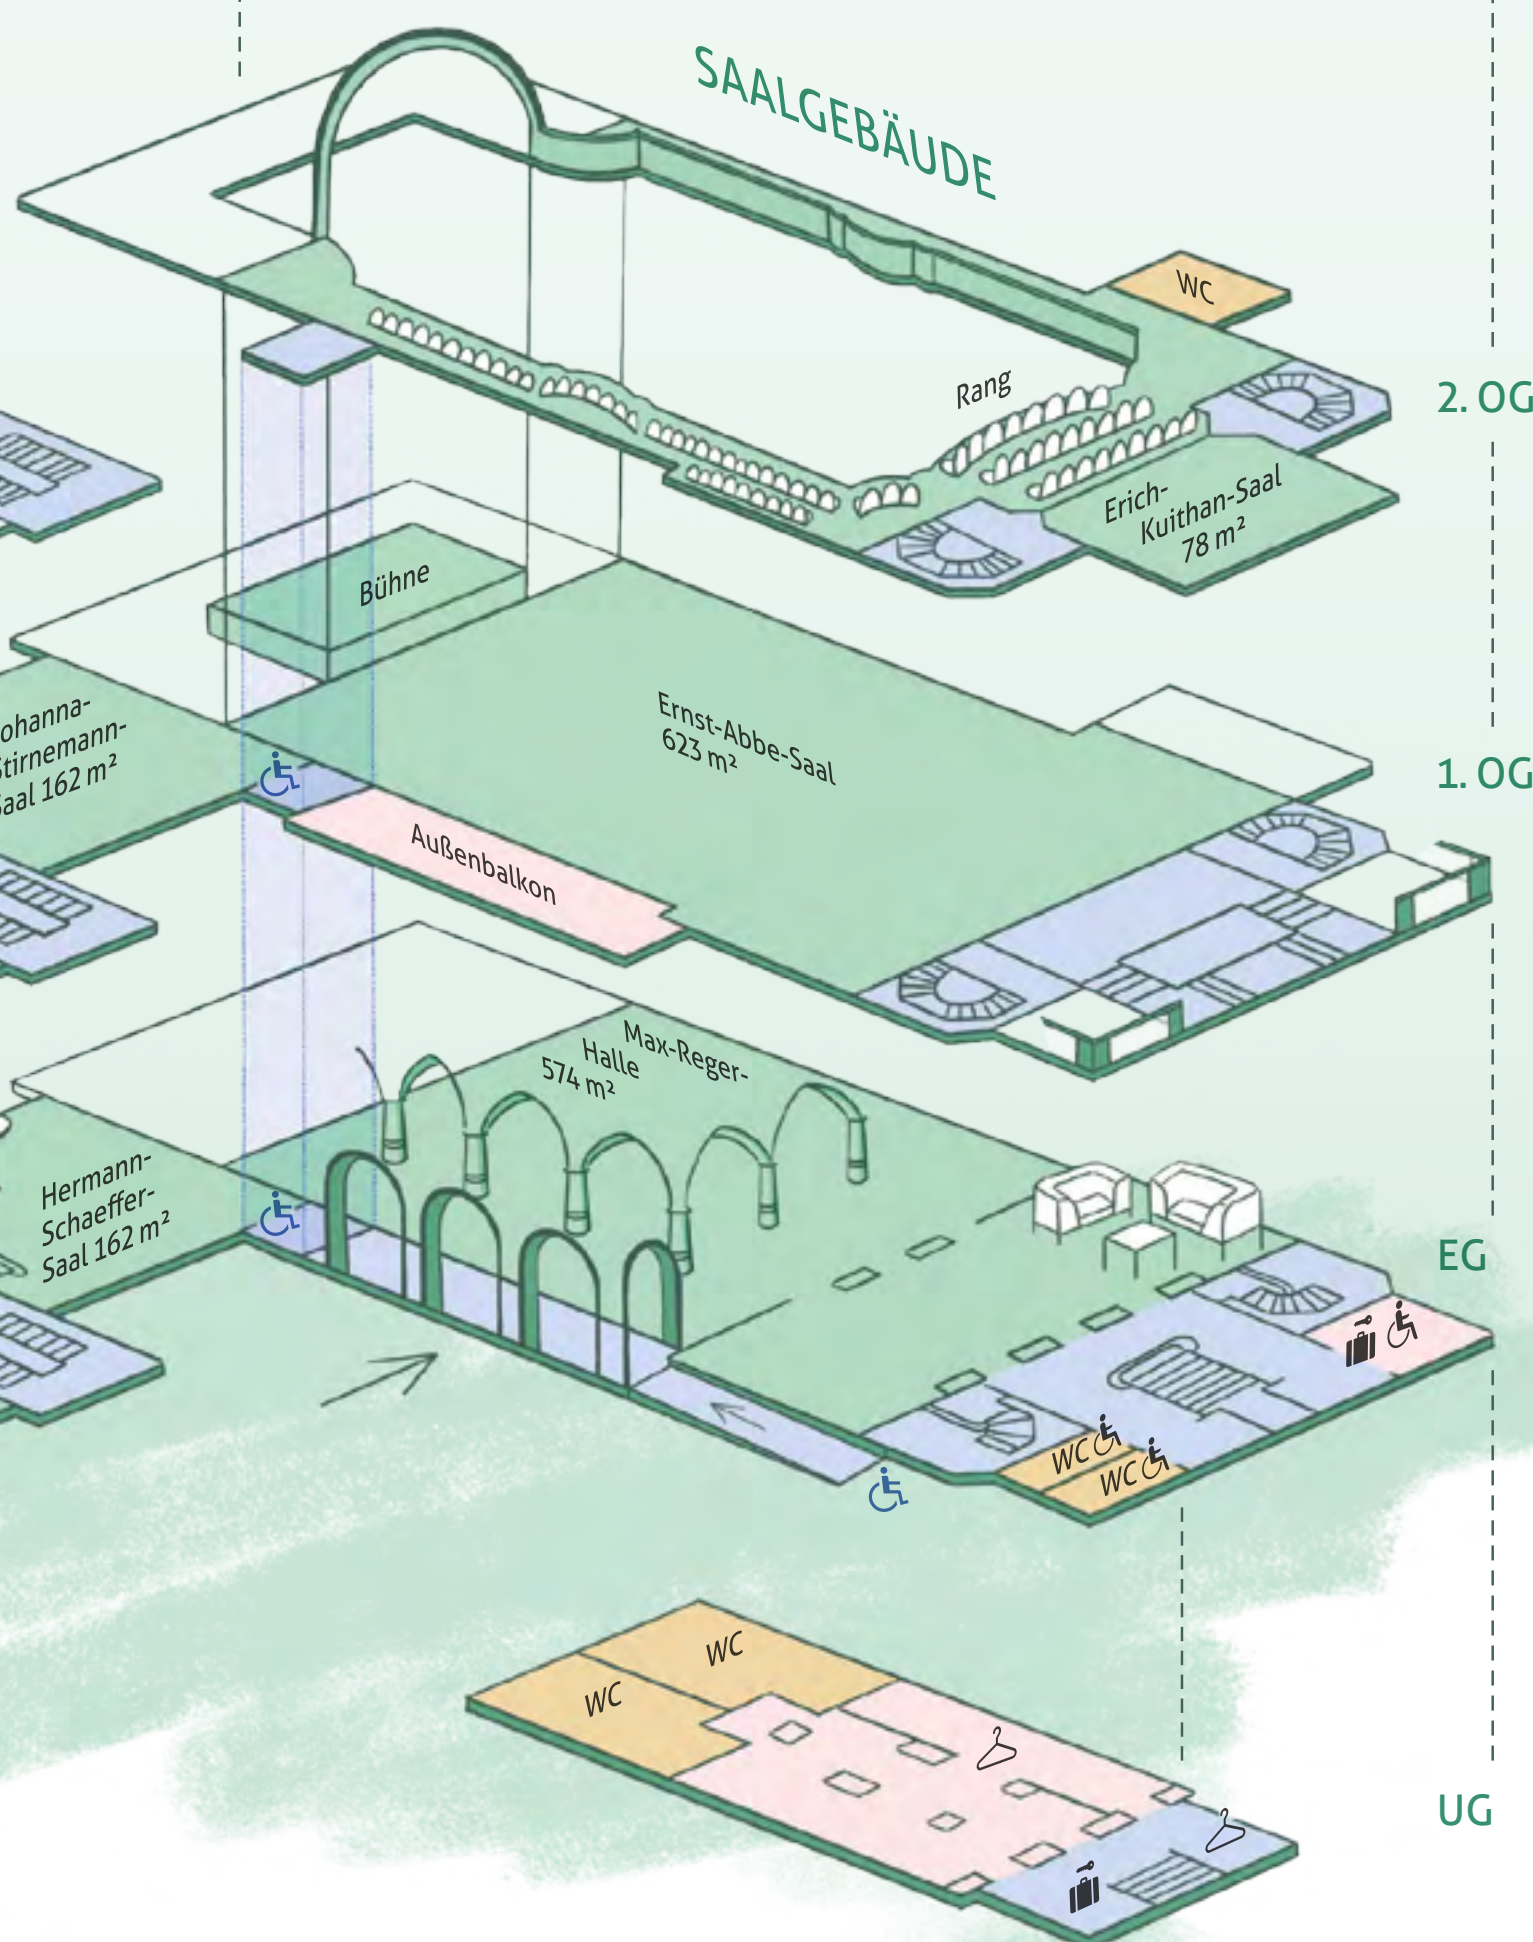 SAALGEBÄUDE
WC
2. OG
Rang
Erich-
Kuithan-Saal
78 m²
Bühne
Ernst-Abbe-Saal
623 m²
1. OG
ohanna-
Stirnemann-
Saal 162 m²
Außenbalkon
Max-Reger-
Halle
574 m²
Hermann-
Schaeffer-
Saal 162 m²
EG
WC
WC
WC
WC
UG